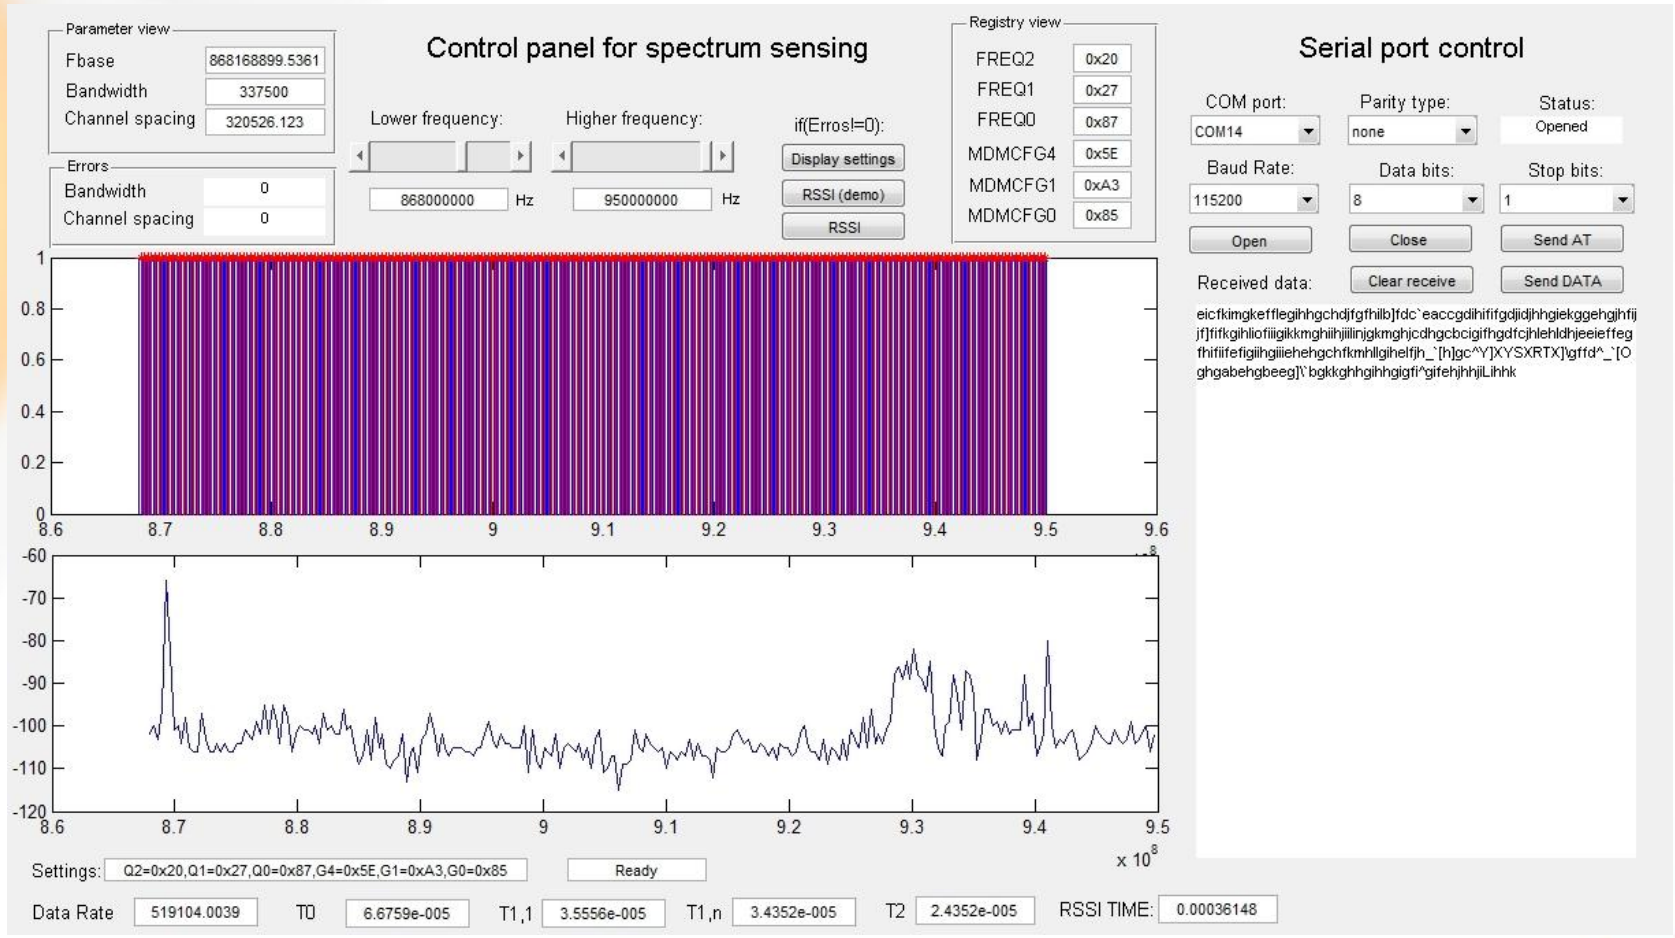 Parameter view
Fbase 868168899.5361
Bandwidth 337500
Channel spacing 320526.123
Errors
Bandwidth 0
Channel spacing 0
Control panel for spectrum sensing
Lower frequency: Higher frequency:
868000000 Hz 950000000 Hz
if(Erros!=0):
Display settings
RSSI (demo)
RSSI
Registry view
FREQ2 0x20
FREQ1 0x27
FREQ0 0x87
MDMCFG4 0x5E
MDMCFG1 0xA3
MDMCFG0 0x85
Serial port control
COM port: Parity type: Status:
COM14 none Opened
Baud Rate: Data bits: Stop bits:
115200 8 1
Open Close Send AT
Received data: Clear receive Send DATA
ghgabehgbeeg]\`bgkkghhgihhgigfi^gifehjhhjiLihhk
1
0.8
0.6
0.4
0.2
0
8.6 8.7 8.8 8.9 9 9.1 9.2 9.3 9.4 9.5 9.6
-60
-70
-80
-90
-100
-110
-120
8.6 8.7 8.8 8.9 9 9.1 9.2 9.3 9.4 9.5
x 10^8
Settings: Q2=0x20,Q1=0x27,Q0=0x87,G4=0x5E,G1=0xA3,G0=0x85 Ready
Data Rate 519104.0039 T0 6.6759e-005 T1,1 3.5556e-005 T1,n 3.4352e-005 T2 2.4352e-005 RSSI TIME: 0.00036148